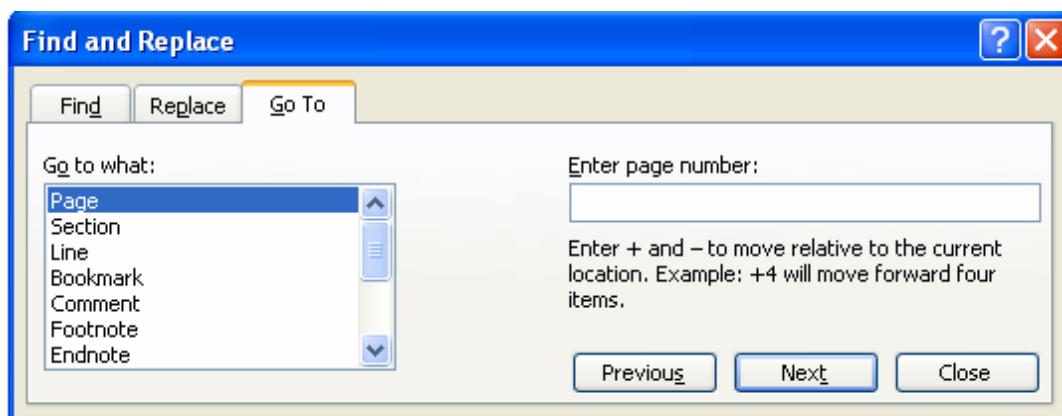 Find and Replace
Find
Replace
Go To
Go to what:
Page
Section
Line
Bookmark
Comment
Footnote
Endnote
Enter page number:
Enter + and – to move relative to the current
location. Example: +4 will move forward four
items.
Previous
Next
Close